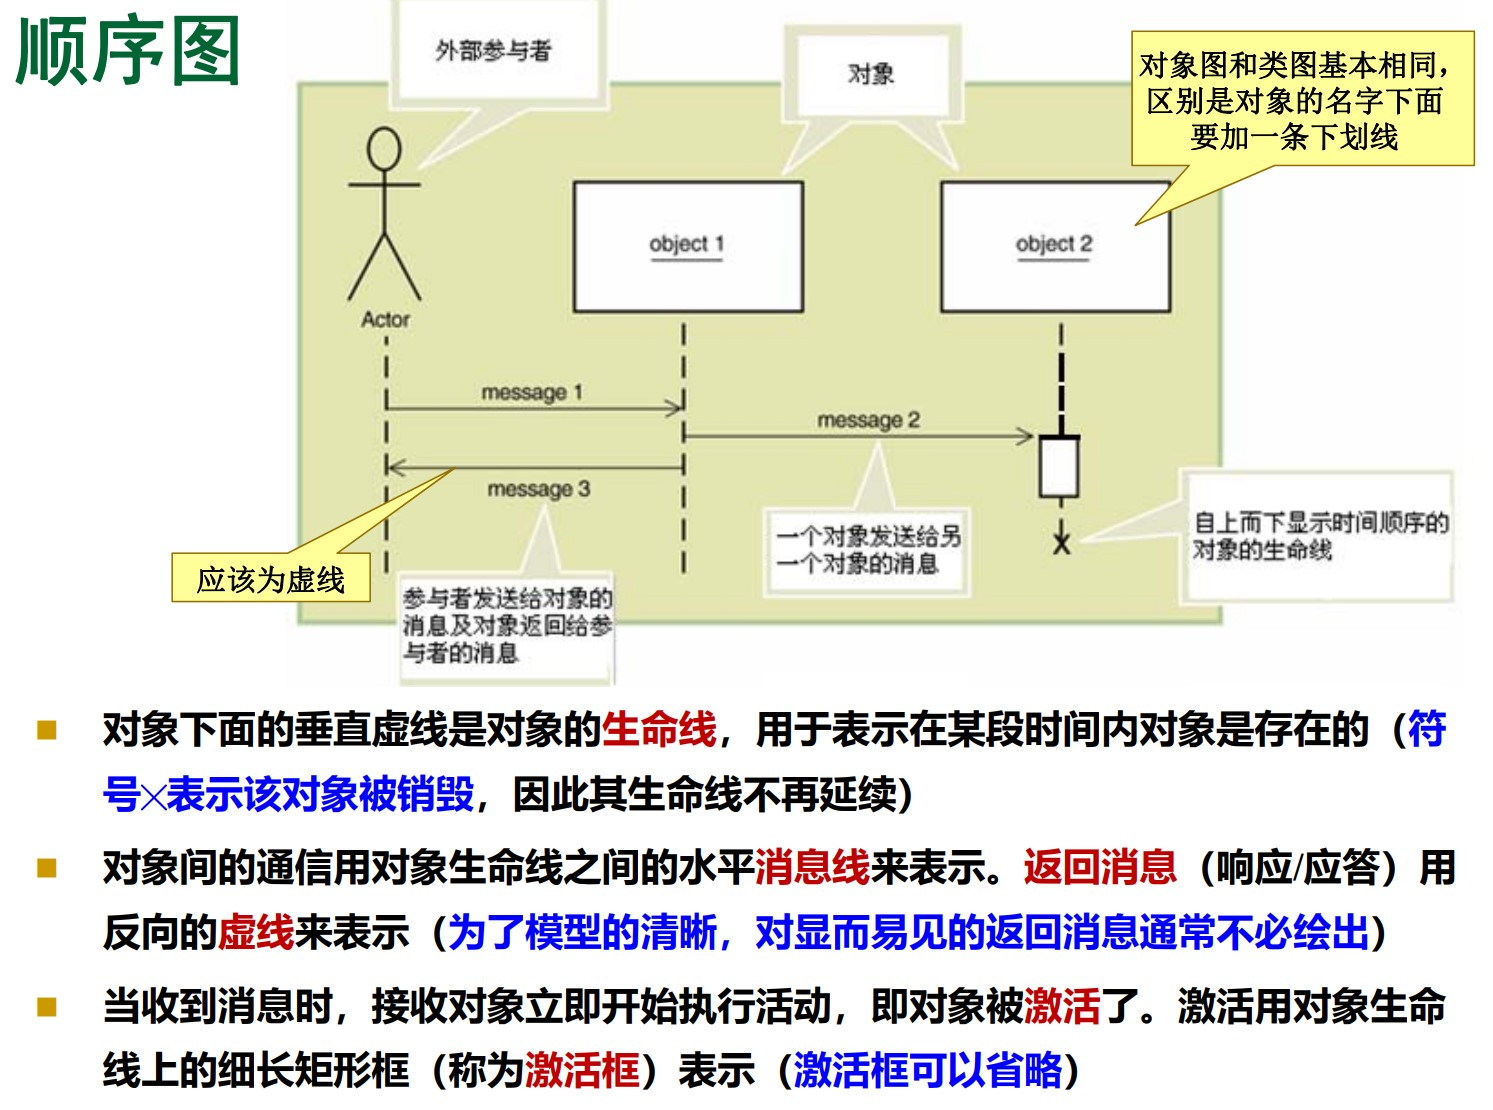 顺序图
外部参与者
对象
对象图和类图基本相同，
区别是对象的名字下面
要加一条下划线
object 1
object 2
Actor
message 1
message 2
message 3
应该为虚线
一个对象发送给另
一个对象的消息
X
自上而下显示时间顺序的
对象的生命线
参与者发送给对象的
消息及对象返回给参
与者的消息
对象下面的垂直虚线是对象的生命线，用于表示在某段时间内对象是存在的（符
号×表示该对象被销毁，因此其生命线不再延续）
对象间的通信用对象生命线之间的水平消息线来表示。返回消息（响应/应答）用
反向的虚线来表示（为了模型的清晰，对显而易见的返回消息通常不必绘出）
当收到消息时，接收对象立即开始执行活动，即对象被激活了。激活用对象生命
线上的细长矩形框（称为激活框）表示（激活框可以省略）